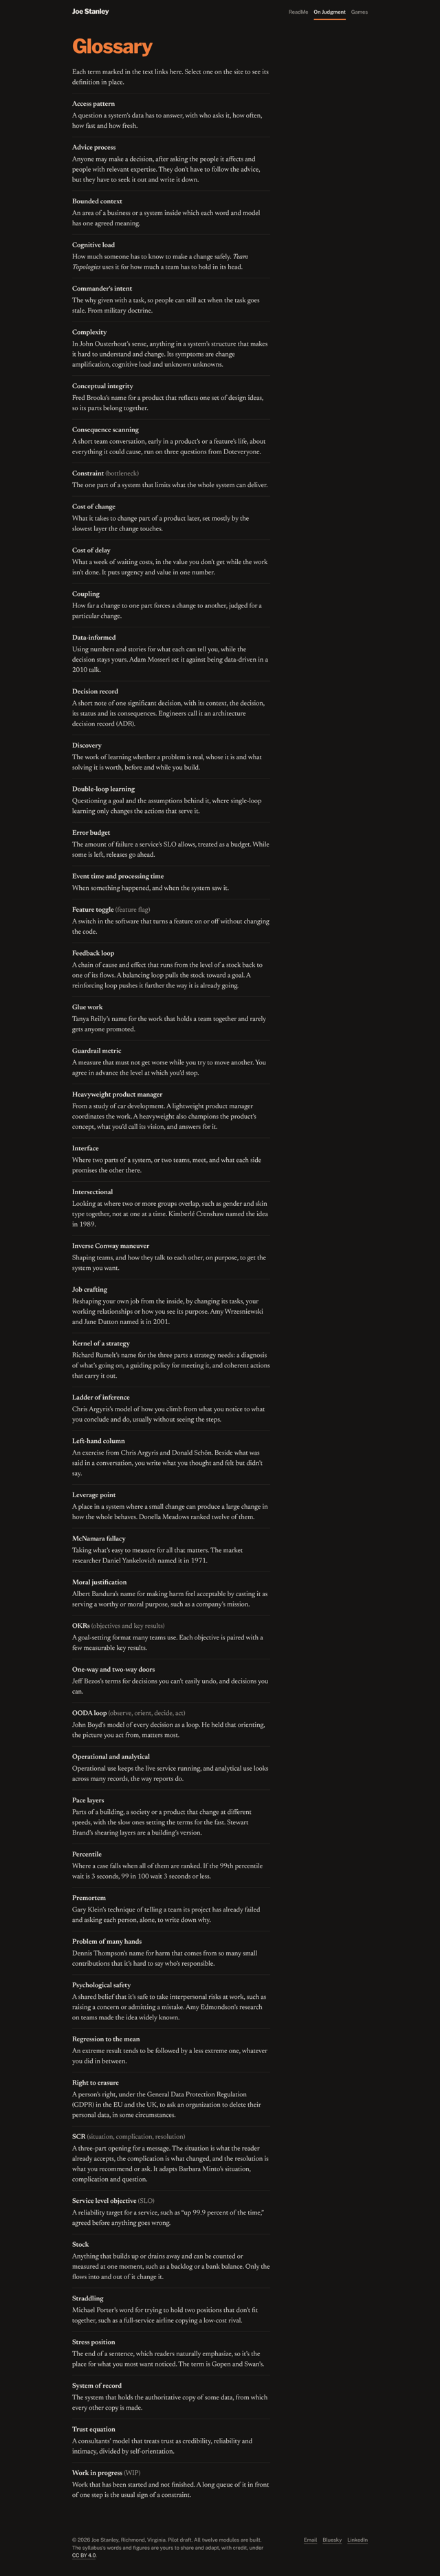 Joe Stanley
ReadMe On Judgment Games
Glossary
Each term marked in the text links here. Select one on the site to see its
definition in place.
Access pattern
A question a system's data has to answer, with who asks it, how often,
how fast and how fresh.
Advice process
Anyone may make a decision, after asking the people it affects and
people with relevant expertise. They don't have to follow the advice,
but they have to seek it out and write it down.
Bounded context
An area of a business or a system inside which each word and model
has one agreed meaning.
Cognitive load
How much someone has to know to make a change safely. Team
Topologies uses it for how much a team has to hold in its head.
Commander's intent
The why given with a task, so people can still act when the task goes
stale. From military doctrine.
Complexity
In John Ousterhout's sense, anything in a system's structure that makes
it hard to understand and change. Its symptoms are change
amplification, cognitive load and unknown unknowns.
Conceptual integrity
Fred Brooks's name for a product that reflects one set of design ideas,
so its parts belong together.
Consequence scanning
A short team conversation, early in a product's or a feature's life, about
everything it could cause, run on three questions from Doteveryone.
Constraint (bottleneck)
The one part of a system that limits what the whole system can deliver.
Cost of change
What it takes to change part of a product later, set mostly by the
slowest layer the change touches.
Cost of delay
What a week of waiting costs, in the value you don't get while the work
isn't done. It puts urgency and value in one number.
Coupling
How far a change to one part forces a change to another, judged for a
particular change.
Data-informed
Using numbers and stories for what each can tell you, while the
decision stays yours. Adam Mosseri set it against being data-driven in a
2010 talk.
Decision record
A short note of one significant decision, with its context, the decision,
its status and its consequences. Engineers call it an architecture
decision record (ADR).
Discovery
The work of learning whether a problem is real, whose it is and what
solving it is worth, before and while you build.
Double-loop learning
Questioning a goal and the assumptions behind it, where single-loop
learning only changes the actions that serve it.
Error budget
The amount of failure a service's SLO allows, treated as a budget. While
some is left, releases go ahead.
Event time and processing time
When something happened, and when the system saw it.
Feature toggle (feature flag)
A switch in the software that turns a feature on or off without changing
the code.
Feedback loop
A chain of cause and effect that runs from the level of a stock back to
one of its flows. A balancing loop pulls the stock toward a goal. A
reinforcing loop pushes it further the way it is already going.
Glue work
Tanya Reilly's name for the work that holds a team together and rarely
gets anyone promoted.
Guardrail metric
A measure that must not get worse while you try to move another. You
agree in advance the level at which you'd stop.
Heavyweight product manager
From a study of car development. A lightweight product manager
coordinates the work. A heavyweight also champions the product's
concept, what you'd call its vision, and answers for it.
Interface
Where two parts of a system, or two teams, meet, and what each side
promises the other there.
Intersectional
Looking at where two or more groups overlap, such as gender and skin
type together, not at one at a time. Kimberlé Crenshaw named the idea
in 1989.
Inverse Conway maneuver
Shaping teams, and how they talk to each other, on purpose, to get the
system you want.
Job crafting
Reshaping your own job from the inside, by changing its tasks, your
working relationships or how you see its purpose. Amy Wrzesniewski
and Jane Dutton named it in 2001.
Kernel of a strategy
Richard Rumelt's name for the three parts a strategy needs: a diagnosis
of what's going on, a guiding policy for meeting it, and coherent actions
that carry it out.
Ladder of inference
Chris Argyris's model of how you climb from what you notice to what
you conclude and do, usually without seeing the steps.
Left-hand column
An exercise from Chris Argyris and Donald Schön. Beside what was
said in a conversation, you write what you thought and felt but didn't
say.
Leverage point
A place in a system where a small change can produce a large change in
how the whole behaves. Donella Meadows ranked twelve of them.
McNamara fallacy
Taking what's easy to measure for all that matters. The market
researcher Daniel Yankelovich named it in 1971.
Moral justification
Albert Bandura's name for making harm feel acceptable by casting it as
serving a worthy or moral purpose, such as a company's mission.
OKRs (objectives and key results)
A goal-setting format many teams use. Each objective is paired with a
few measurable key results.
One-way and two-way doors
Jeff Bezos's terms for decisions you can't easily undo, and decisions you
can.
OODA loop (observe, orient, decide, act)
John Boyd's model of every decision as a loop. He held that orienting,
the picture you act from, matters most.
Operational and analytical
Operational use keeps the live service running, and analytical use looks
across many records, the way reports do.
Pace layers
Parts of a building, a society or a product that change at different
speeds, with the slow ones setting the terms for the fast. Stewart
Brand's shearing layers are a building's version.
Percentile
Where a case falls when all of them are ranked. If the 99th percentile
wait is 3 seconds, 99 in 100 wait 3 seconds or less.
Premortem
Gary Klein's technique of telling a team its project has already failed
and asking each person, alone, to write down why.
Problem of many hands
Dennis Thompson's name for harm that comes from so many small
contributions that it's hard to say who's responsible.
Psychological safety
A shared belief that it's safe to take interpersonal risks at work, such as
raising a concern or admitting a mistake. Amy Edmondson's research
on teams made the idea widely known.
Regression to the mean
An extreme result tends to be followed by a less extreme one, whatever
you did in between.
Right to erasure
A person's right, under the General Data Protection Regulation
(GDPR) in the EU and the UK, to ask an organization to delete their
personal data, in some circumstances.
SCR (situation, complication, resolution)
A three-part opening for a message. The situation is what the reader
already accepts, the complication is what changed, and the resolution is
what you recommend or ask. It adapts Barbara Minto's situation,
complication and question.
Service level objective (SLO)
A reliability target for a service, such as “up 99.9 percent of the time,”
agreed before anything goes wrong.
Stock
Anything that builds up or drains away and can be counted or
measured at one moment, such as a backlog or a bank balance. Only the
flows into and out of it change it.
Straddling
Michael Porter's word for trying to hold two positions that don't fit
together, such as a full-service airline copying a low-cost rival.
Stress position
The end of a sentence, which readers naturally emphasize, so it's the
place for what you most want noticed. The term is Gopen and Swan's.
System of record
The system that holds the authoritative copy of some data, from which
every other copy is made.
Trust equation
A consultants' model that treats trust as credibility, reliability and
intimacy, divided by self-orientation.
Work in progress (WIP)
Work that has been started and not finished. A long queue of it in front
of one step is the usual sign of a constraint.
© 2026 Joe Stanley, Richmond, Virginia. Pilot draft. All twelve modules are built.
The syllabus's words and figures are yours to share and adapt, with credit, under
CC BY 4.0
Email Bluesky LinkedIn